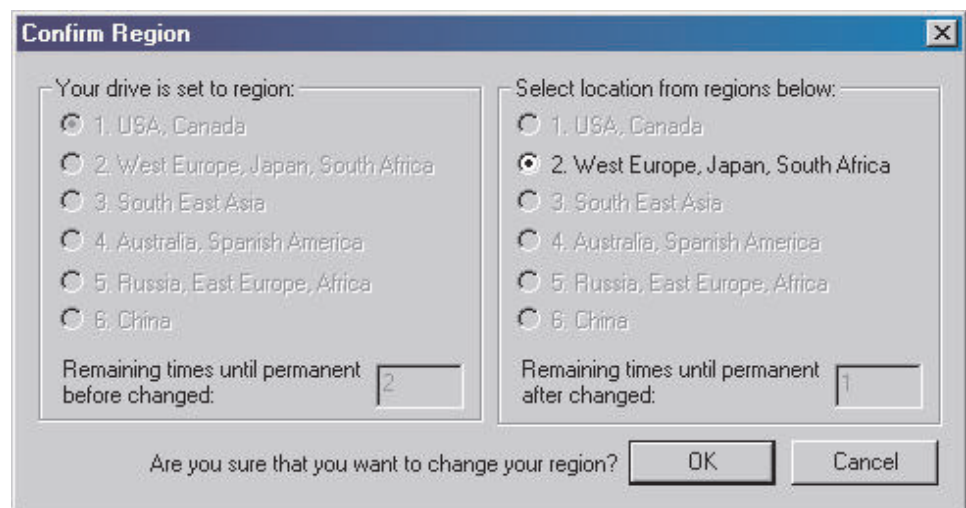 Confirm Region
Your drive is set to region:
1. USA, Canada
2. West Europe, Japan, South Africa
3. South East Asia
4. Australia, Spanish America
5. Russia, East Europe, Africa
6. China
Remaining times until permanent
before changed:
2
Select location from regions below:
1. USA, Canada
2. West Europe, Japan, South Africa
3. South East Asia
4. Australia, Spanish America
5. Russia, East Europe, Africa
6. China
Remaining times until permanent
after changed:
1
Are you sure that you want to change your region?
OK
Cancel